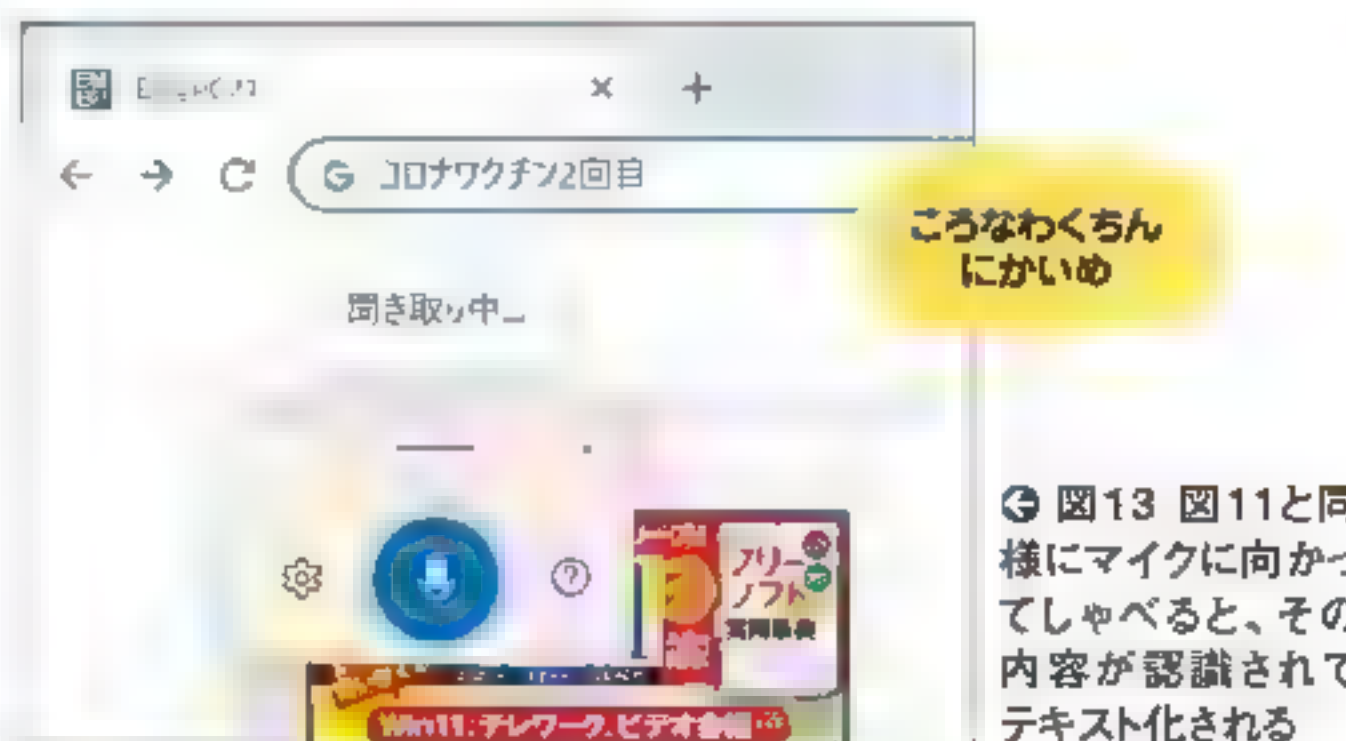 コロナワクチン2回目
ころなわくちん
にかいめ
聞き取り中...
図13 図11と同
様にマイクに向かっ
てしゃべると、その
内容が認識されて
テキスト化される
フリー
ソフト
Win11、テレワーク、ビデオ会議